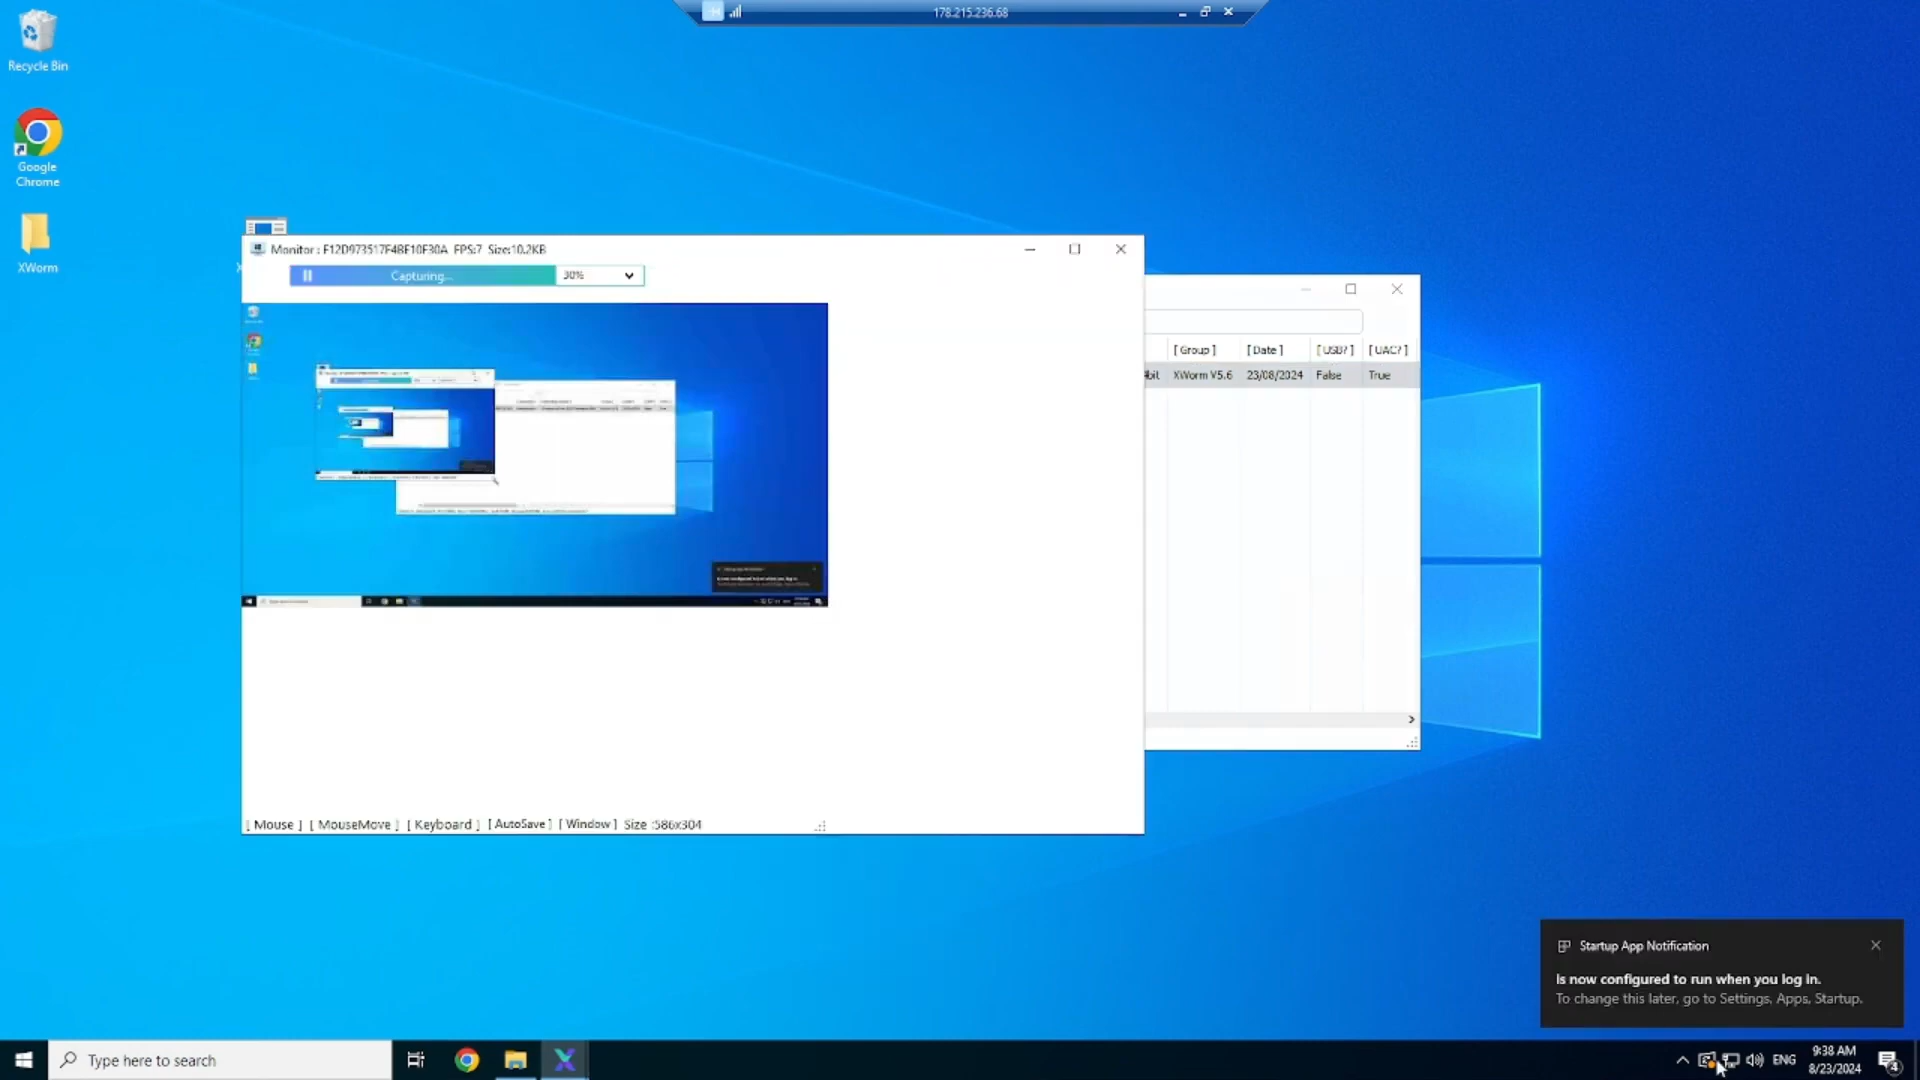 178.215.236.68
Recycle Bin
Google
Chrome
XWorm
Monitor : F12D973517F4BE10F30A FPS:7 Size:10.2KB
Capturing...
30%
[ Group ] [ Date ] [ USB? ] [ UAC? ]
XWorm V5.6 23/08/2024 False True
[ Mouse ] [ MouseMove ] [ Keyboard ] [ AutoSave ] [ Window ] Size :586x304
Startup App Notification
Is now configured to run when you log in.
To change this later, go to Settings, Apps, Startup.
Type here to search
ENG
9:38 AM
8/23/2024
4